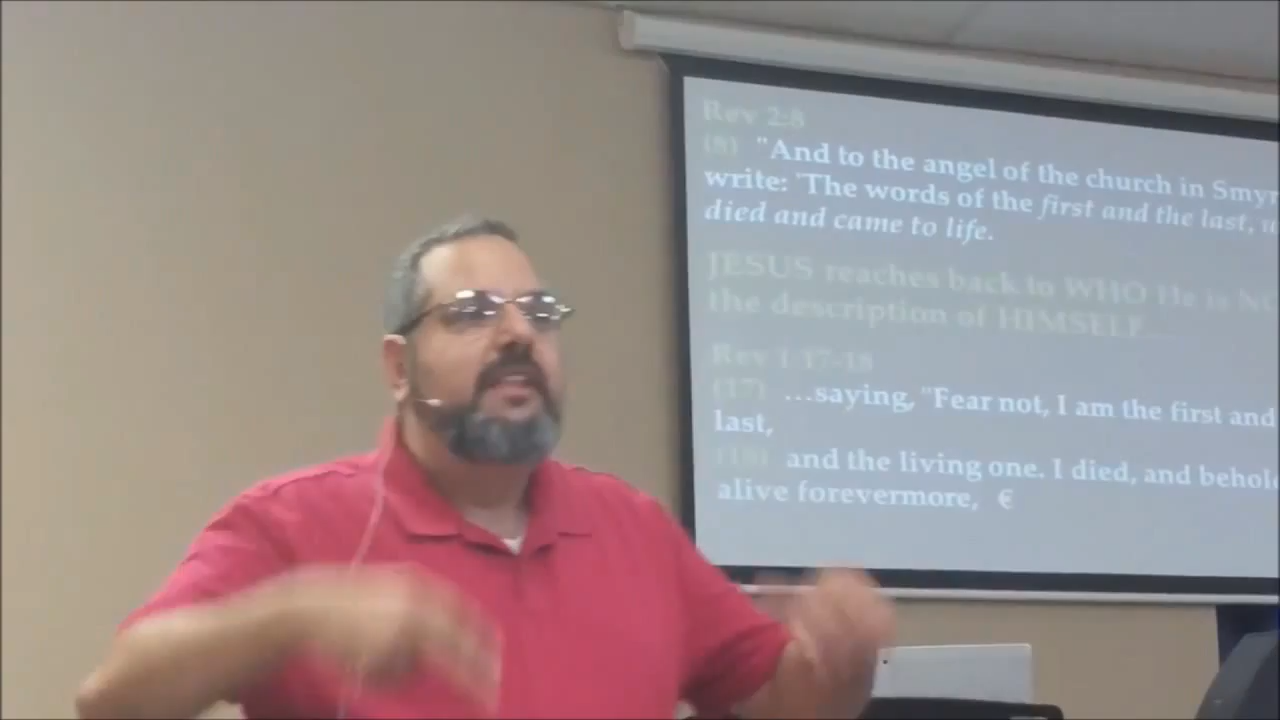 Rev 2:8
(8) "And to the angel of the church in
write: 'The words of the first and the last,
died and came to life.
JESUS reaches back to WHO He is
the description of HIMSELF....
Rev 1:17-18
(17) …saying, "Fear not, I am the first and
last,
(18) and the living one. I died, and
alive forevermore, €